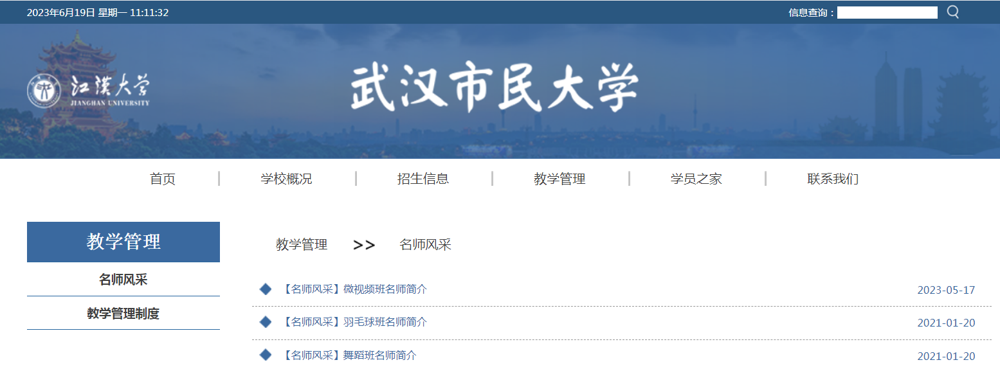 2023年6月19日 星期一 11:11:32
信息查询：
江汉大学
JIANGHAN UNIVERSITY
武汉市民大学
首页 学校概况 招生信息 教学管理 学员之家 联系我们
教学管理
名师风采
教学管理制度
教学管理 >> 名师风采
【名师风采】微视频班名师简介 2023-05-17
【名师风采】羽毛球班名师简介 2021-01-20
【名师风采】舞蹈班名师简介 2021-01-20